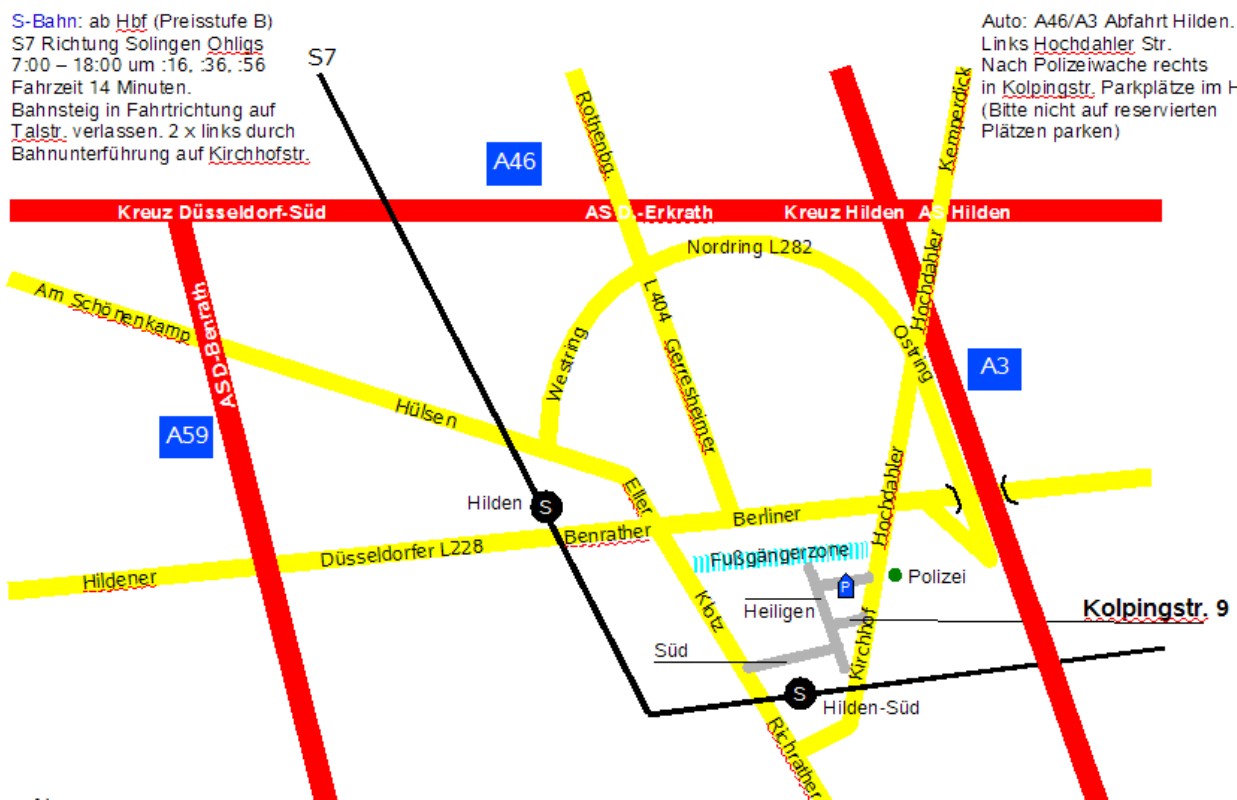 S-Bahn: ab Hbf (Preisstufe B)
S7 Richtung Solingen Ohligs
7:00 – 18:00 um :16, :36, :56
Fahrzeit 14 Minuten.
Bahnsteig in Fahrtrichtung auf
Talstr. verlassen. 2 x links durch
Bahnunterführung auf Kirchhofstr.
Auto: A46/A3 Abfahrt Hilden.
Links Hochdahler Str.
Nach Polizeiwache rechts
in Kolpingstr. Parkplätze im H
(Bitte nicht auf reservierten
Plätzen parken)
S7
Rothenbg.
Kemperdick
A46
Kreuz Düsseldorf-Süd
AS D.-Erkrath
Kreuz Hilden
AS Hilden
Nordring L282
Hochdahler
Am Schönenkamp
ASD-Benrath
L404
Gerresheimer
Westring
Ostring
A3
Hülsen
A59
Hilden
S
Eller
Hochdahler
Berliner
Benrather
Düsseldorfer L228
Hildener
Fußgängerzone
P
Polizei
Heiligen
Klotz
Kolpingstr. 9
Kirchhof
Süd
S
Hilden-Süd
Richrather